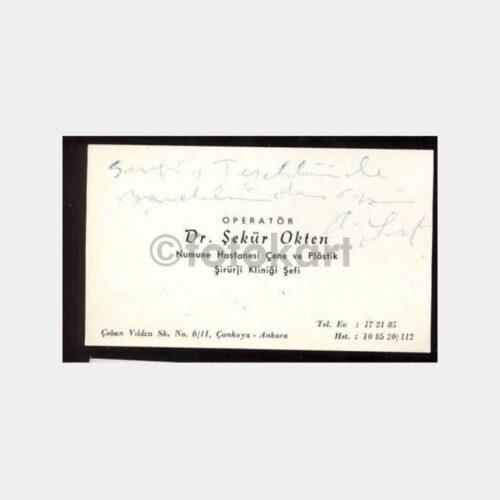 OPERATÖR
Dr. Şekür Okten
Numune Hastanesi Çene ve Plâstik
Şirürji Kliniği Şefi
Tel. Ev : 17 21 85
Çoban Yıldızı Sk. No. 6/11, Çankaya - Ankara
Hst. : 10 85 20/112
©fotokart